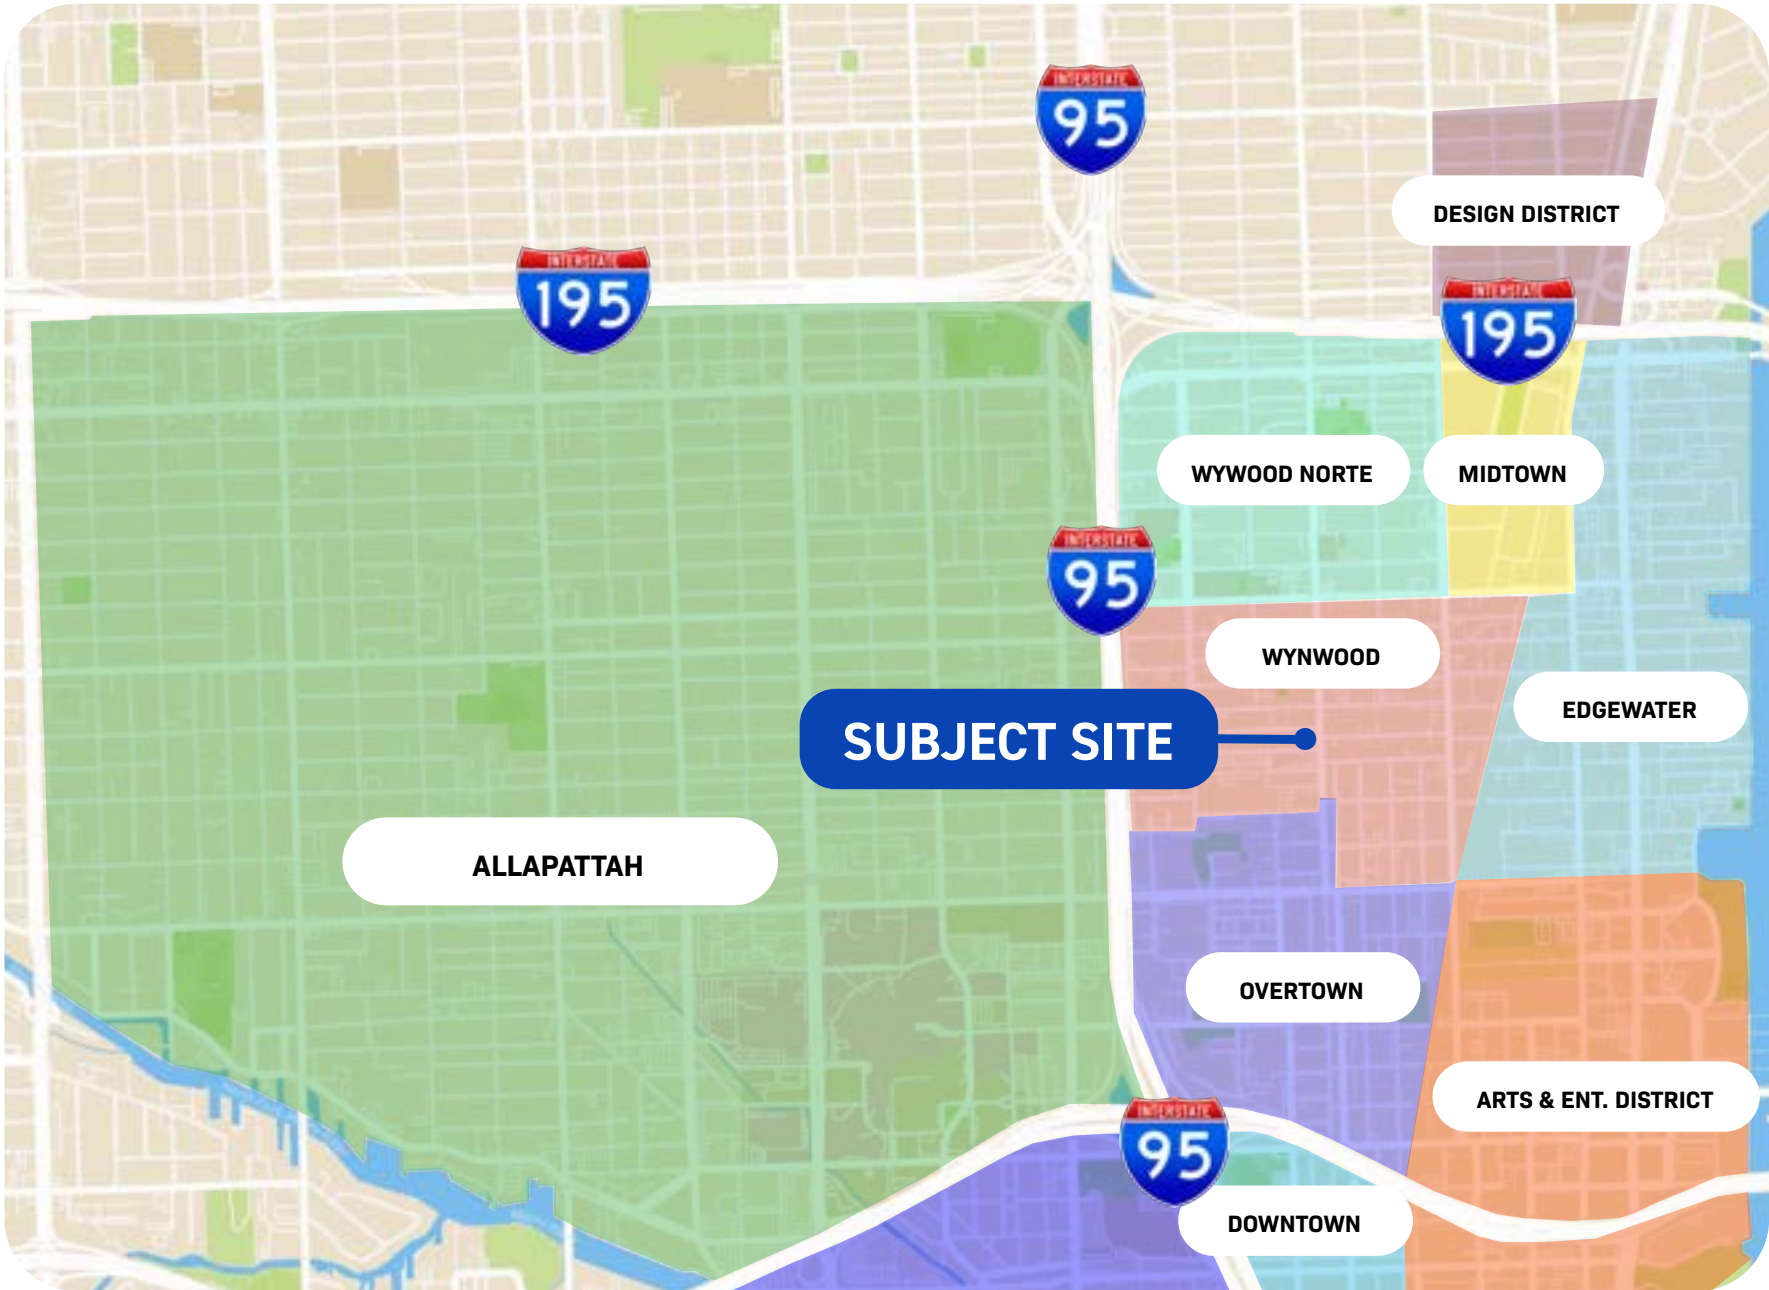 INTERSTATE
95
DESIGN DISTRICT
INTERSTATE
195
INTERSTATE
195
WYWOOD NORTE
MIDTOWN
INTERSTATE
95
WYNWOOD
EDGEWATER
SUBJECT SITE
ALLAPATTAH
OVERTOWN
ARTS & ENT. DISTRICT
INTERSTATE
95
DOWNTOWN